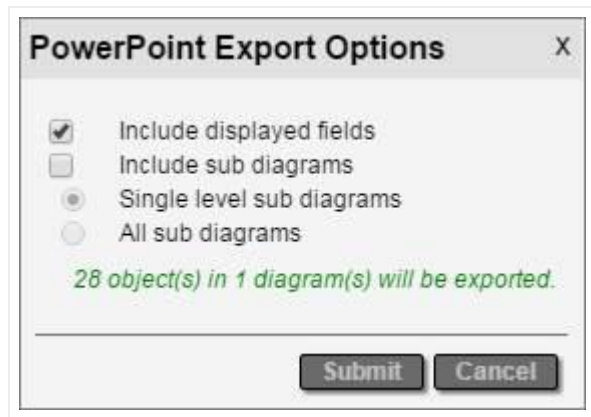 PowerPoint Export Options X
Include displayed fields
Include sub diagrams
Single level sub diagrams
All sub diagrams
28 object(s) in 1 diagram(s) will be exported.
Submit Cancel